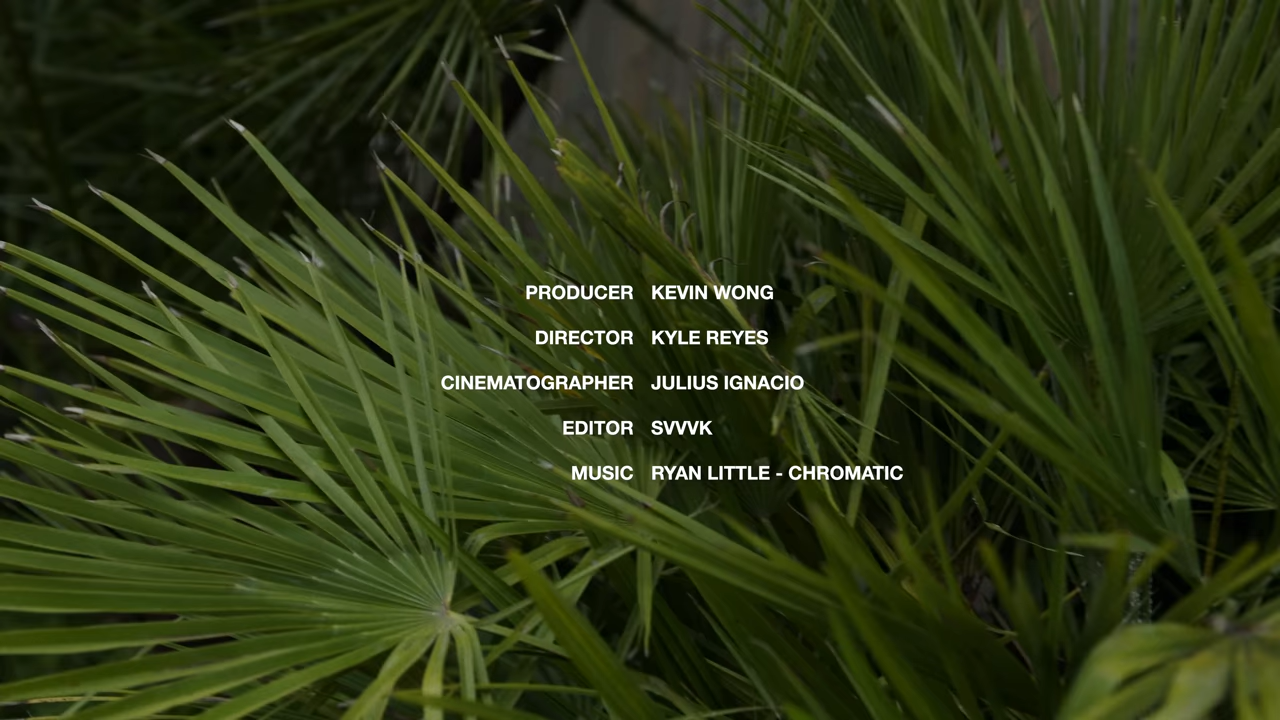 PRODUCER KEVIN WONG
DIRECTOR KYLE REYES
CINEMATOGRAPHER JULIUS IGNACIO
EDITOR SVVVK
MUSIC RYAN LITTLE - CHROMATIC